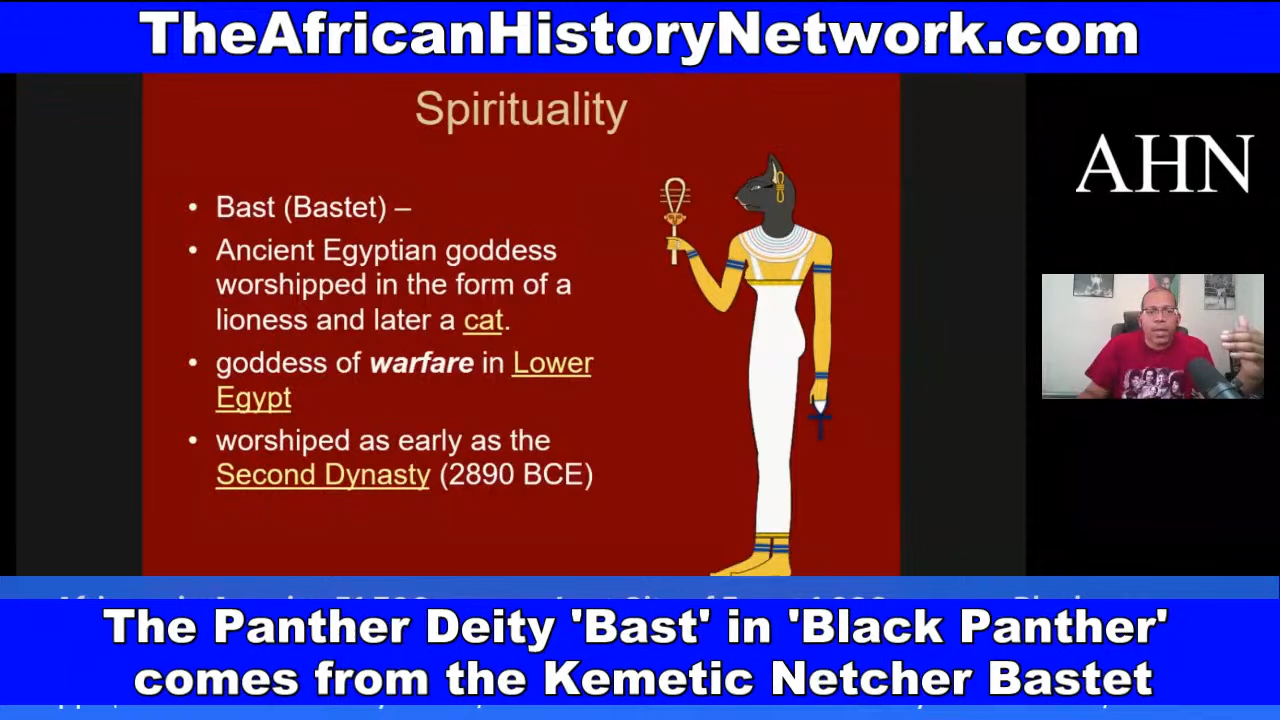 TheAfricanHistoryNetwork.com
Spirituality
AHN
• Bast (Bastet) –
• Ancient Egyptian goddess
worshipped in the form of a
lioness and later a cat.
• goddess of warfare in Lower
Egypt
• worshiped as early as the
Second Dynasty (2890 BCE)
The Panther Deity 'Bast' in 'Black Panther'
comes from the Kemetic Netcher Bastet